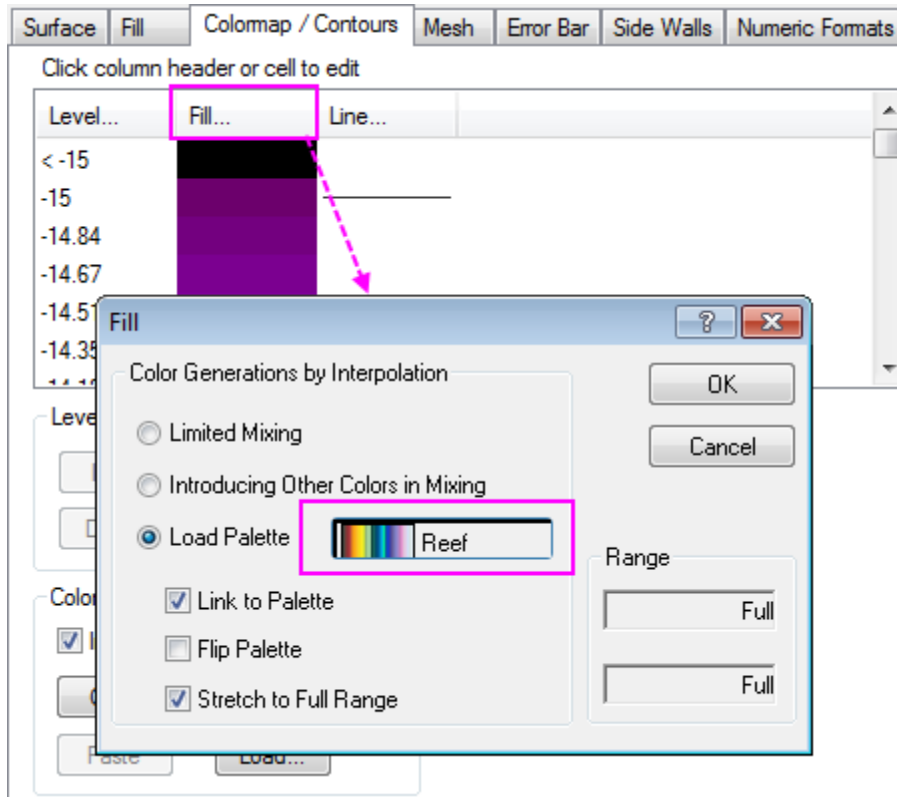 Surface Fill Colormap / Contours Mesh Error Bar Side Walls Numeric Formats
Click column header or cell to edit
Level... Fill... Line...
< -15
-15
-14.84
-14.67
Fill
Color Generations by Interpolation
OK
Limited Mixing
Cancel
Introducing Other Colors in Mixing
Load Palette Reef
Range
Link to Palette
Full
Flip Palette
Full
Stretch to Full Range
Paste Load...